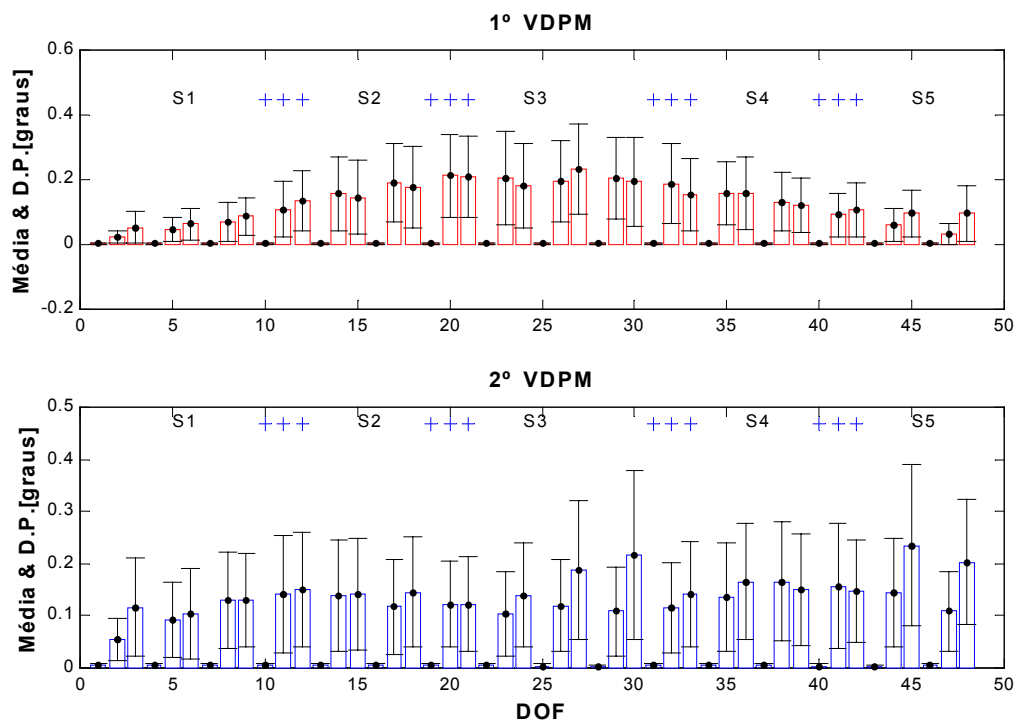 1º VDPM
Média & D.P.[graus]
0.6
0.4
0.2
0
-0.2
S1 +++ S2 +++ S3 +++ S4 +++ S5
0 5 10 15 20 25 30 35 40 45 50
2º VDPM
Média & D.P.[graus]
0.5
0.4
0.3
0.2
0.1
0
S1 +++ S2 +++ S3 +++ S4 +++ S5
0 5 10 15 20 25 30 35 40 45 50
DOF